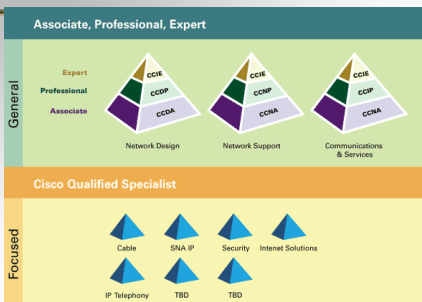 Associate, Professional, Expert
General
Expert
Professional
Associate
CCIE
CCDP
CCDA
Network Design
CCIE
CCNP
CCNA
Network Support
CCIE
CCIP
CCNA
Communications
& Services
Cisco Qualified Specialist
Focused
Cable
SNA IP
Security
Intenet Solutions
IP Telephony
TBD
TBD